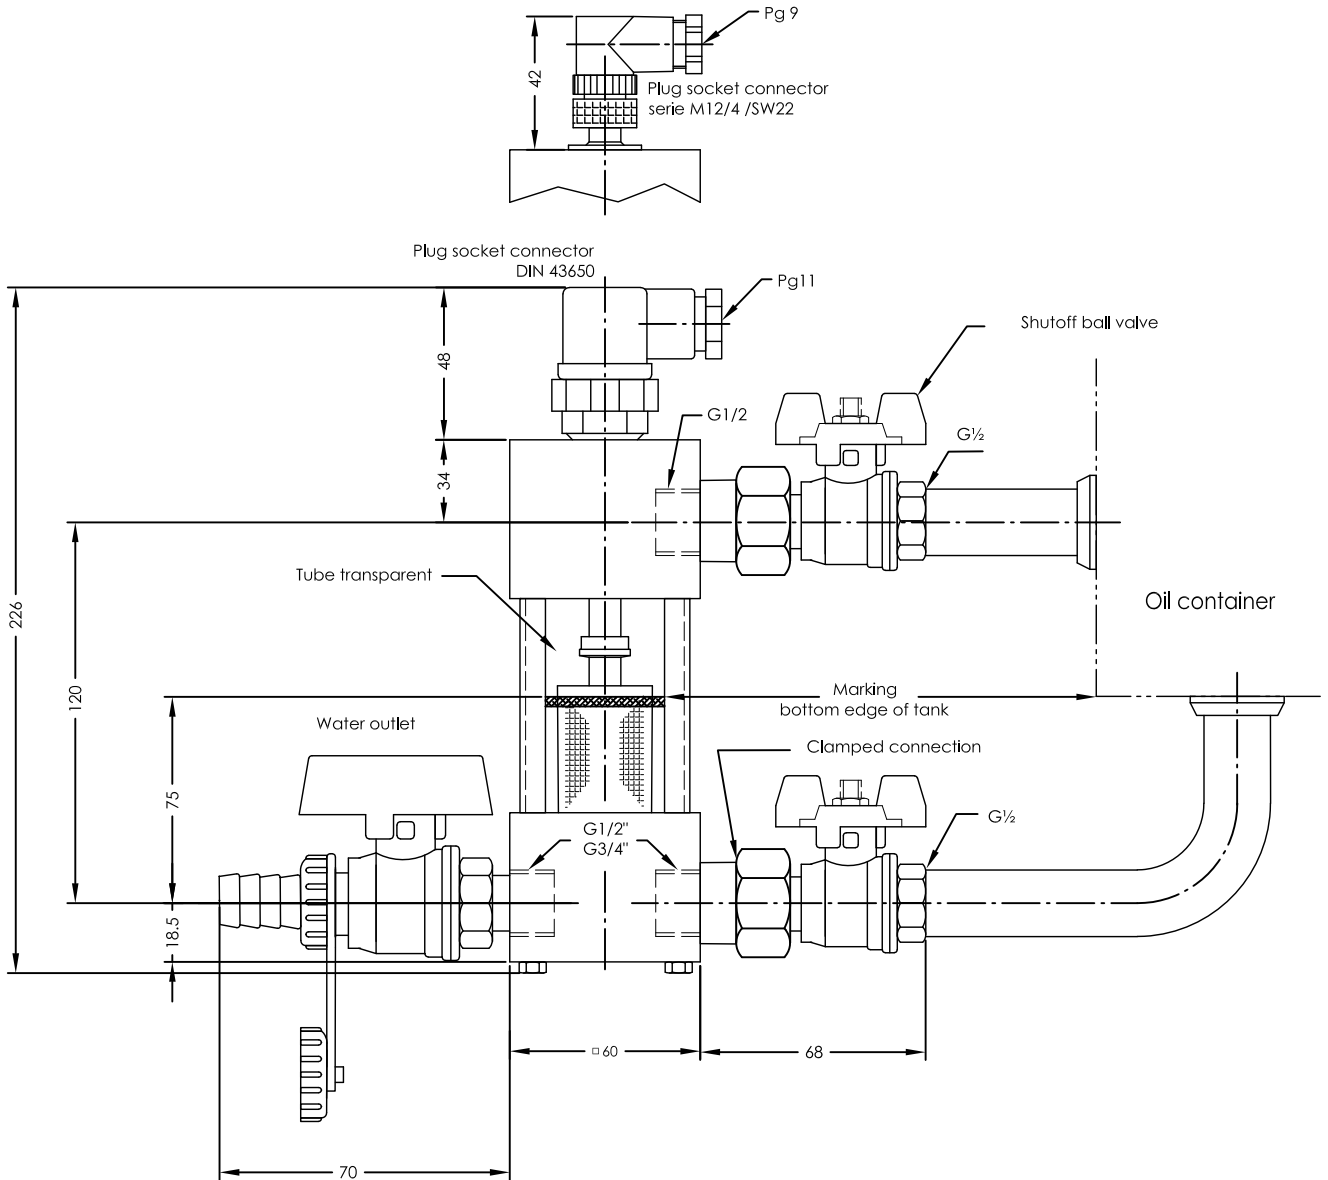 Pg 9
42
Plug socket connector
serie M12/4 /SW22
Plug socket connector
DIN 43650
Pg11
Shutoff ball valve
48
G1/2
G½
34
Tube transparent
Oil container
226
120
Marking
bottom edge of tank
Water outlet
Clamped connection
75
G1/2"
G3/4"
G½
18.5
□ 60
68
70